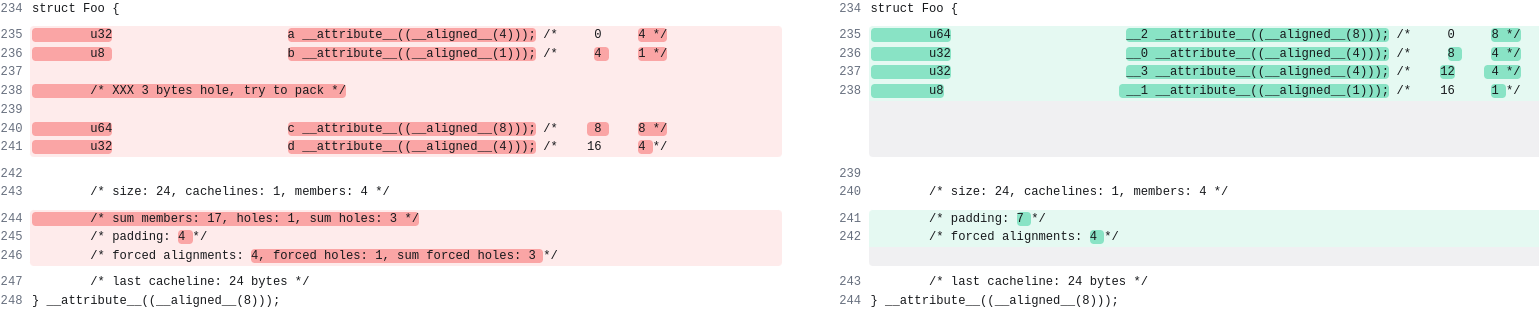 234 struct Foo {
235         u32                        a __attribute__((__aligned__(4))); /*     0     4 */
236         u8                         b __attribute__((__aligned__(1))); /*     4     1 */
237
238         /* XXX 3 bytes hole, try to pack */
239
240         u64                        c __attribute__((__aligned__(8))); /*     8     8 */
241         u32                        d __attribute__((__aligned__(4))); /*    16     4 */
242
243         /* size: 24, cachelines: 1, members: 4 */
244         /* sum members: 17, holes: 1, sum holes: 3 */
245         /* padding: 4 */
246         /* forced alignments: 4, forced holes: 1, sum forced holes: 3 */
247         /* last cacheline: 24 bytes */
248 } __attribute__((__aligned__(8)));
234 struct Foo {
235         u64                        __2 __attribute__((__aligned__(8))); /*     0     8 */
236         u32                        __0 __attribute__((__aligned__(4))); /*     8     4 */
237         u32                        __3 __attribute__((__aligned__(4))); /*    12     4 */
238         u8                         __1 __attribute__((__aligned__(1))); /*    16     1 */
239
240         /* size: 24, cachelines: 1, members: 4 */
241         /* padding: 7 */
242         /* forced alignments: 4 */
243         /* last cacheline: 24 bytes */
244 } __attribute__((__aligned__(8)));